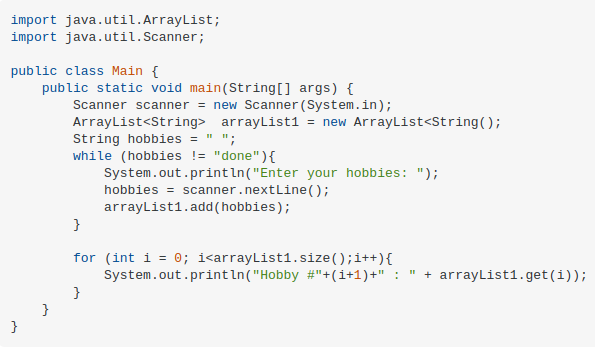 import java.util.ArrayList;
import java.util.Scanner;

public class Main {
    public static void main(String[] args) {
        Scanner scanner = new Scanner(System.in);
        ArrayList<String>  arrayList1 = new ArrayList<String();
        String hobbies = " ";
        while (hobbies != "done"){
            System.out.println("Enter your hobbies: ");
            hobbies = scanner.nextLine();
            arrayList1.add(hobbies);
        }

        for (int i = 0; i<arrayList1.size();i++){
            System.out.println("Hobby #"+(i+1)+" : " + arrayList1.get(i));
        }
    }
}